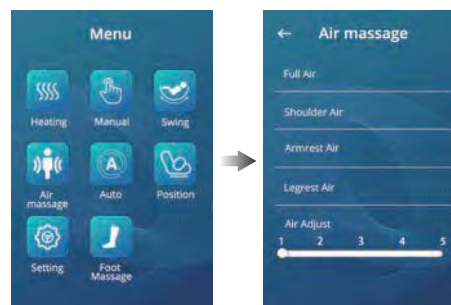 Menu
Heating
Manual
Swing
Air
massage
A
Auto
Position
Setting
Foot
Massage
← Air massage
Full Air
Shoulder Air
Armrest Air
Legrest Air
Air Adjust
1 2 3 4 5